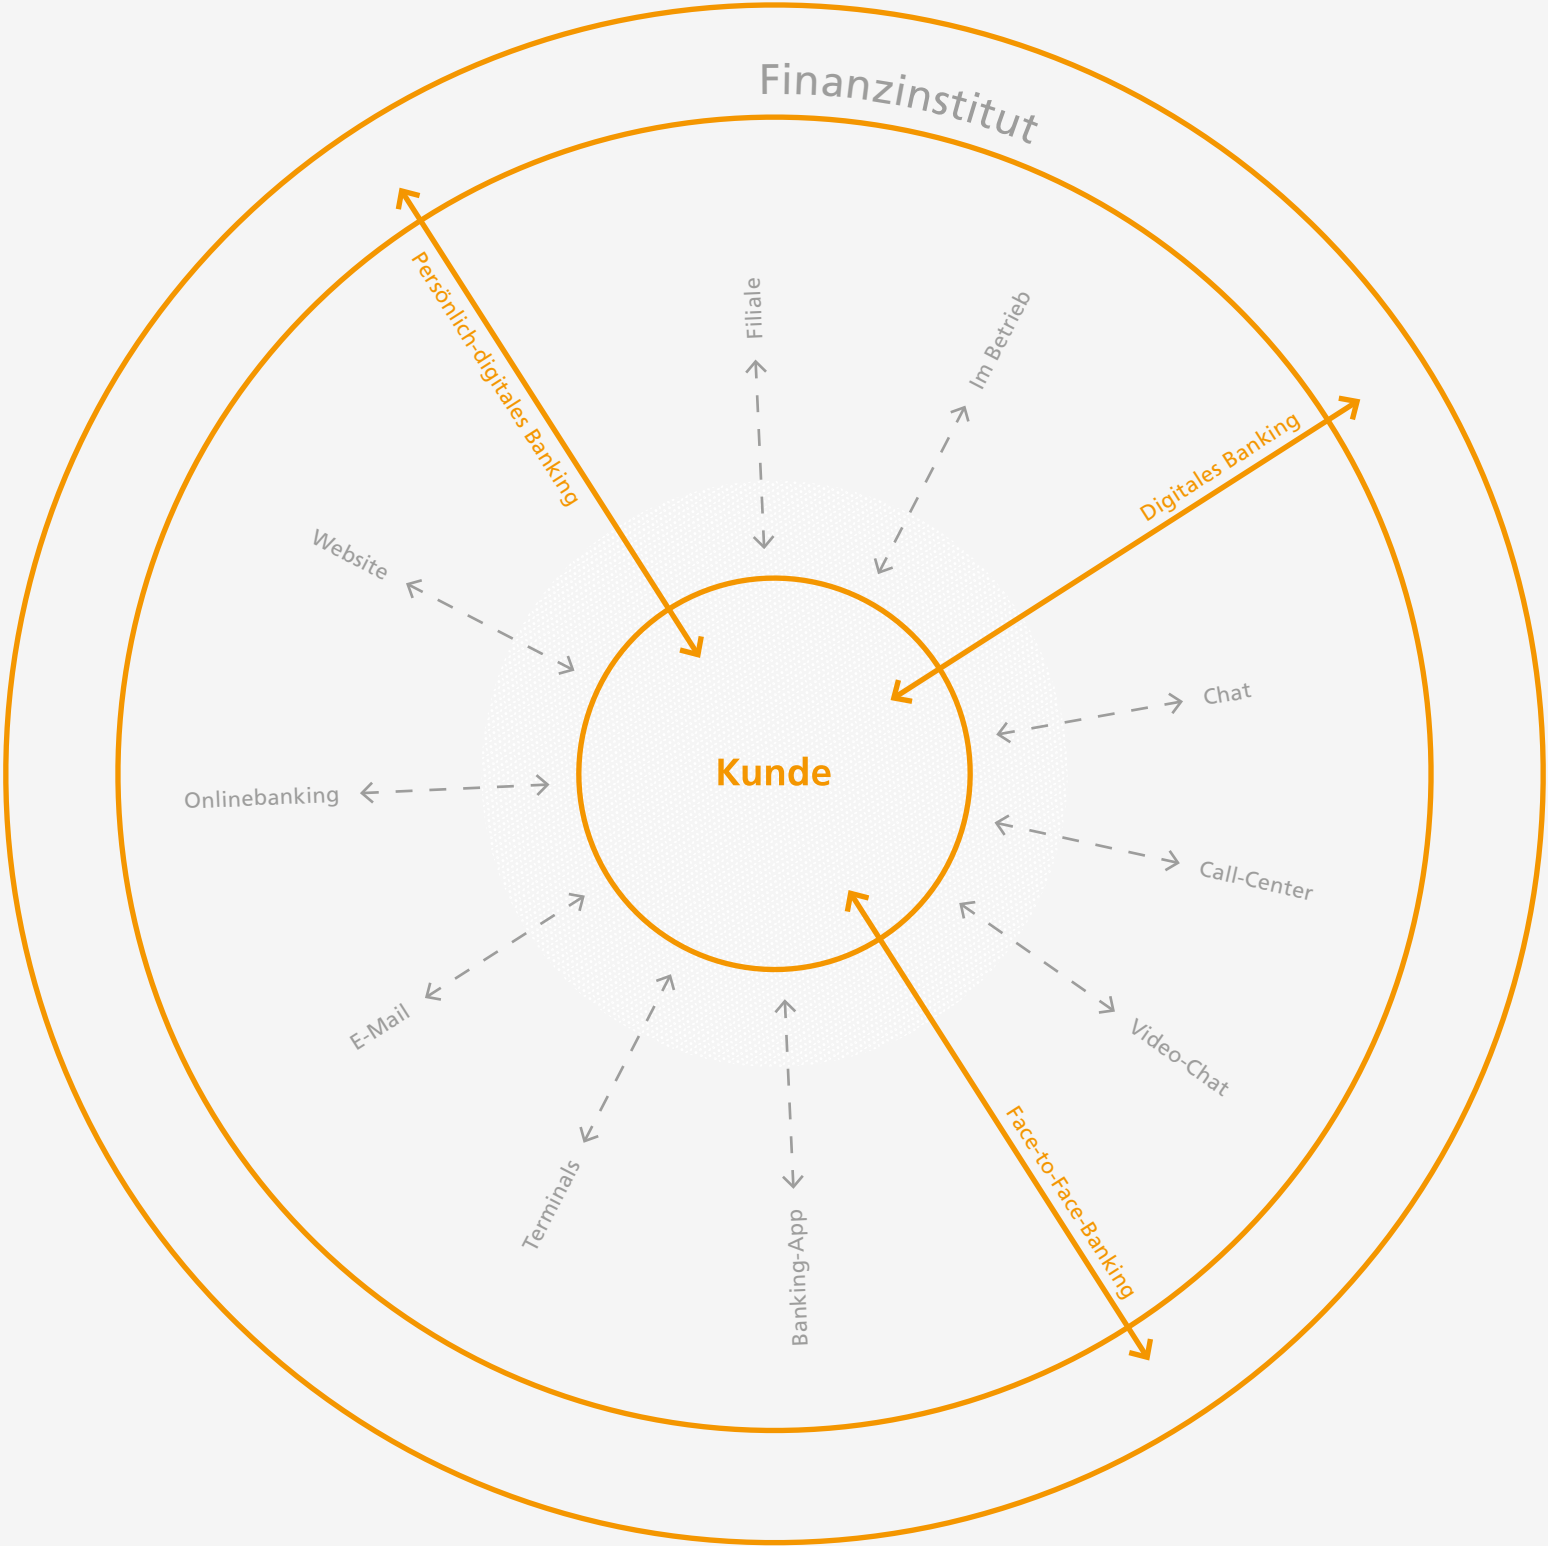 Finanzinstitut
Persönlich-digitales Banking
Filiale
Im Betrieb
Digitales Banking
Website
Chat
Kunde
Onlinebanking
Call-Center
E-Mail
Video-Chat
Terminals
Banking-App
Face-to-Face-Banking